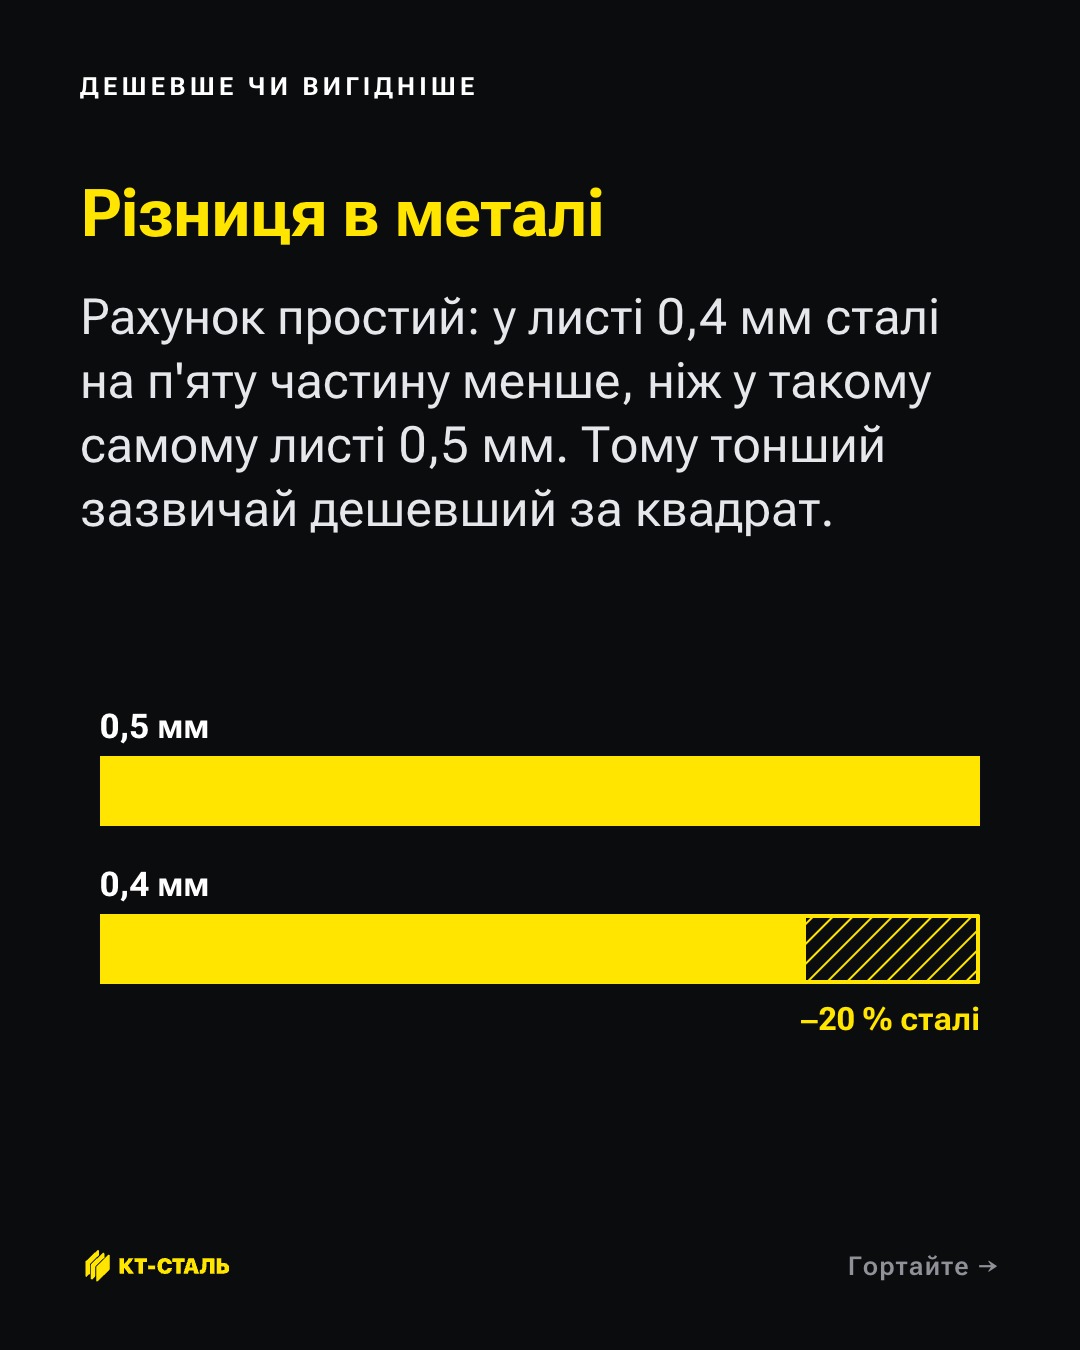 ДЕШЕВШЕ ЧИ ВИГІДНІШЕ
Різниця в металі
Рахунок простий: у листі 0,4 мм сталі
на п'яту частину менше, ніж у такому
самому листі 0,5 мм. Тому тонший
зазвичай дешевший за квадрат.
0,5 мм
0,4 мм
–20 % сталі
КТ-СТАЛЬ
Гортайте →